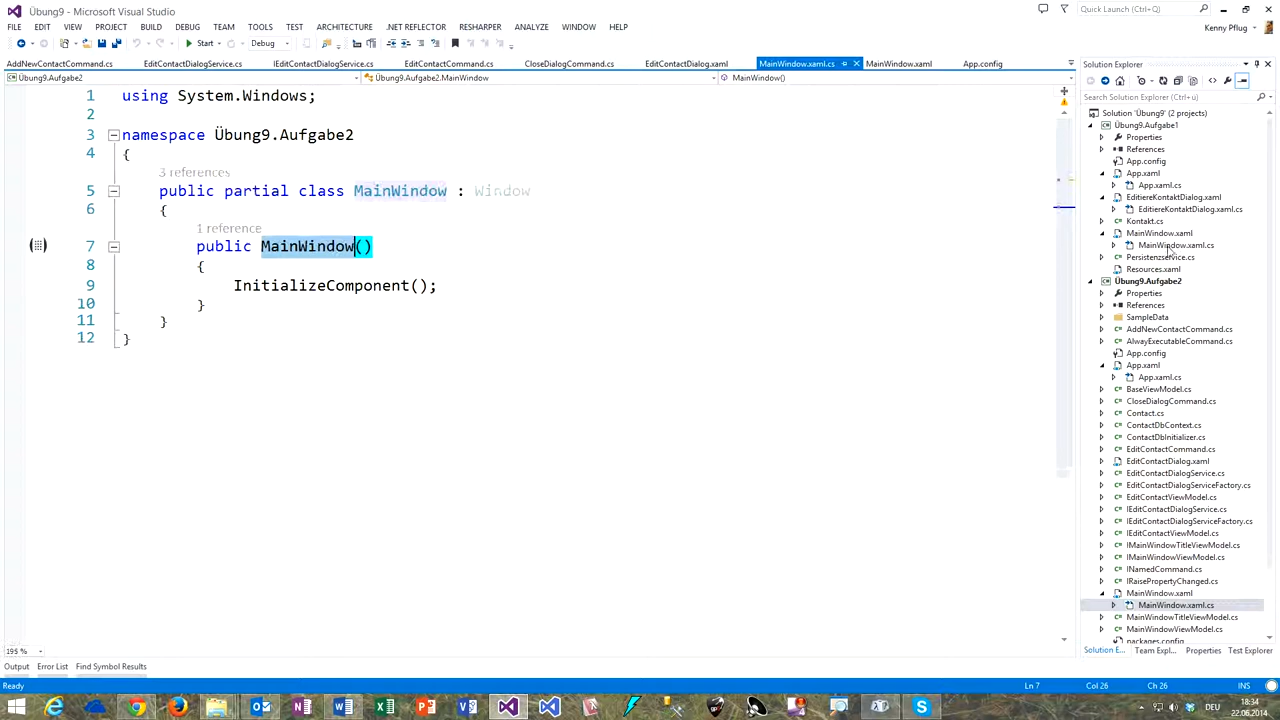 Übung9.Aufgabe - Microsoft Visual Studio
Quick Launch (Ctrl+Q)
FILE EDIT VIEW PROJECT BUILD DEBUG TEAM TOOLS TEST ARCHITECTURE .NET REFLECTOR RESHARPER ANALYZE WINDOW HELP
Kenny Pflug
Start Debug
AddNewContactCommand.cs EditContactDialogService.cs IEditContactDialogService.cs CloseDialogCommand.cs EditContactDialog.xaml MainWindow.xaml.cs MainWindow.xaml App.config
Übung9.Aufgabe2 Übung9.Aufgabe2.MainWindow MainWindow()
1 using System.Windows;
2
3 namespace Übung9.Aufgabe2
4 {
3 references
5 public partial class MainWindow : Window
6 {
1 reference
7 public MainWindow()
8 {
9 InitializeComponent();
10 }
11 }
12 }
195 %
Output Error List Find Symbol Results
Ready
Ln 7 Col 26 Ch 26 INS
Solution Explorer
Search Solution Explorer (Ctrl+ü)
Solution 'Übung9' (2 projects)
Übung9.Aufgabe1
Properties
References
App.config
App.xaml
App.xaml.cs
EditiereKontaktDialog.xaml
EditiereKontaktDialog.xaml.cs
Kontakt.cs
MainWindow.xaml
MainWindow.xaml.cs
Persistenzservice.cs
Resources.xaml
Übung9.Aufgabe2
Properties
References
SampleData
AddNewContactCommand.cs
AlwayExecutableCommand.cs
App.config
App.xaml
App.xaml.cs
BaseViewModel.cs
CloseDialogCommand.cs
Contact.cs
ContactDbContext.cs
ContactDbInitializer.cs
EditContactCommand.cs
EditContactDialog.xaml
EditContactDialogService.cs
EditContactDialogServiceFactory.cs
EditContactViewModel.cs
IEditContactDialogService.cs
IEditContactDialogServiceFactory.cs
IEditContactViewModel.cs
IMainWindowTitleViewModel.cs
IMainWindowViewModel.cs
INamedCommand.cs
IRaisePropertyChanged.cs
MainWindow.xaml
MainWindow.xaml.cs
MainWindowTitleViewModel.cs
MainWindowViewModel.cs
packages.config
Solution E... Team Expl... Properties Test Explorer
DEU
18:34
22.06.2014